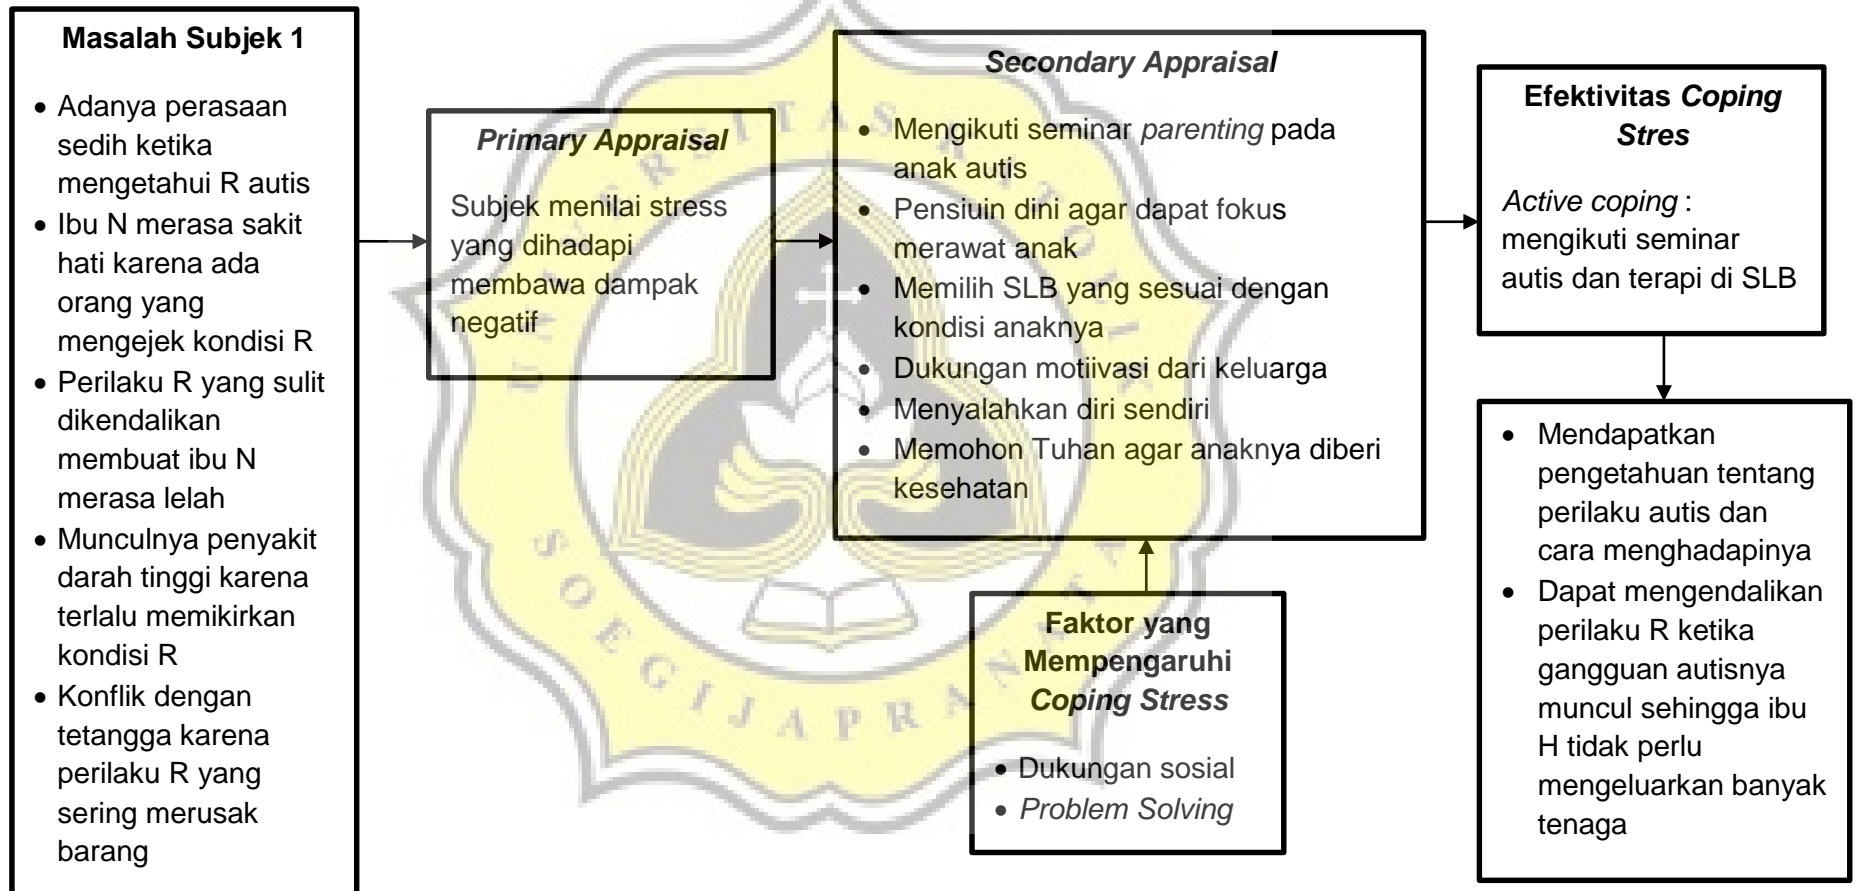 Masalah Subjek 1
• Adanya perasaan
sedih ketika
mengetahui R autis
• Ibu N merasa sakit
hati karena ada
orang yang
mengejek kondisi R
• Perilaku R yang sulit
dikendalikan
membuat ibu N
merasa lelah
• Munculnya penyakit
darah tinggi karena
terlalu memikirkan
kondisi R
• Konflik dengan
tetangga karena
perilaku R yang
sering merusak
barang
Primary Appraisal
Subjek menilai stress
yang dihadapi
membawa dampak
negatif
Secondary Appraisal
• Mengikuti seminar parenting pada
anak autis
• Pensiuin dini agar dapat fokus
merawat anak
• Memilih SLB yang sesuai dengan
kondisi anaknya
• Dukungan motiivasi dari keluarga
• Menyalahkan diri sendiri
• Memohon Tuhan agar anaknya diberi
kesehatan
Faktor yang
Mempengaruhi
Coping Stress
• Dukungan sosial
• Problem Solving
Efektivitas Coping
Stres
Active coping :
mengikuti seminar
autis dan terapi di SLB
• Mendapatkan
pengetahuan tentang
perilaku autis dan
cara menghadapinya
• Dapat mengendalikan
perilaku R ketika
gangguan autisnya
muncul sehingga ibu
H tidak perlu
mengeluarkan banyak
tenaga
UNIVERSITAS KATOLIK
SOEGIJAPRANATA